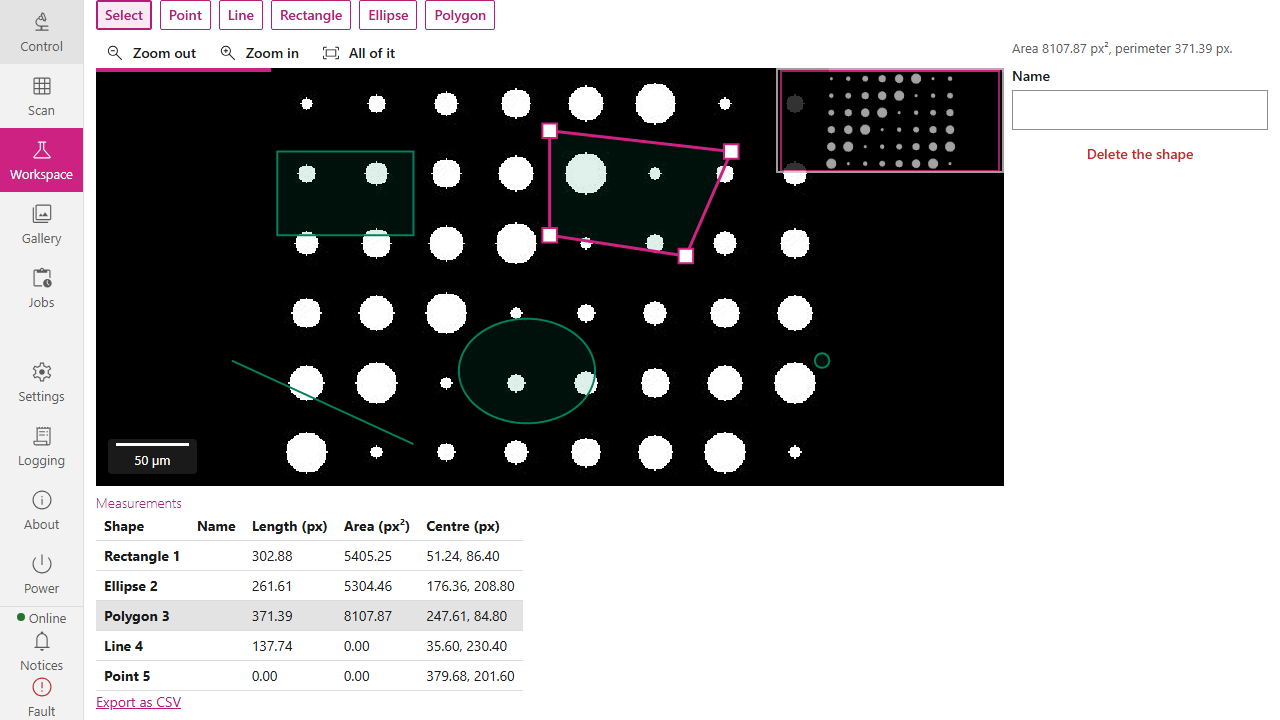 Control
Scan
Workspace
Gallery
Jobs
Settings
Logging
About
Power
Online
Notices
Fault
Select Point Line Rectangle Ellipse Polygon
Zoom out Zoom in All of it
50 µm
Area 8107.87 px², perimeter 371.39 px.
Name
Delete the shape
Measurements
Shape Name Length (px) Area (px²) Centre (px)
Rectangle 1 302.88 5405.25 51.24, 86.40
Ellipse 2 261.61 5304.46 176.36, 208.80
Polygon 3 371.39 8107.87 247.61, 84.80
Line 4 137.74 0.00 35.60, 230.40
Point 5 0.00 0.00 379.68, 201.60
Export as CSV